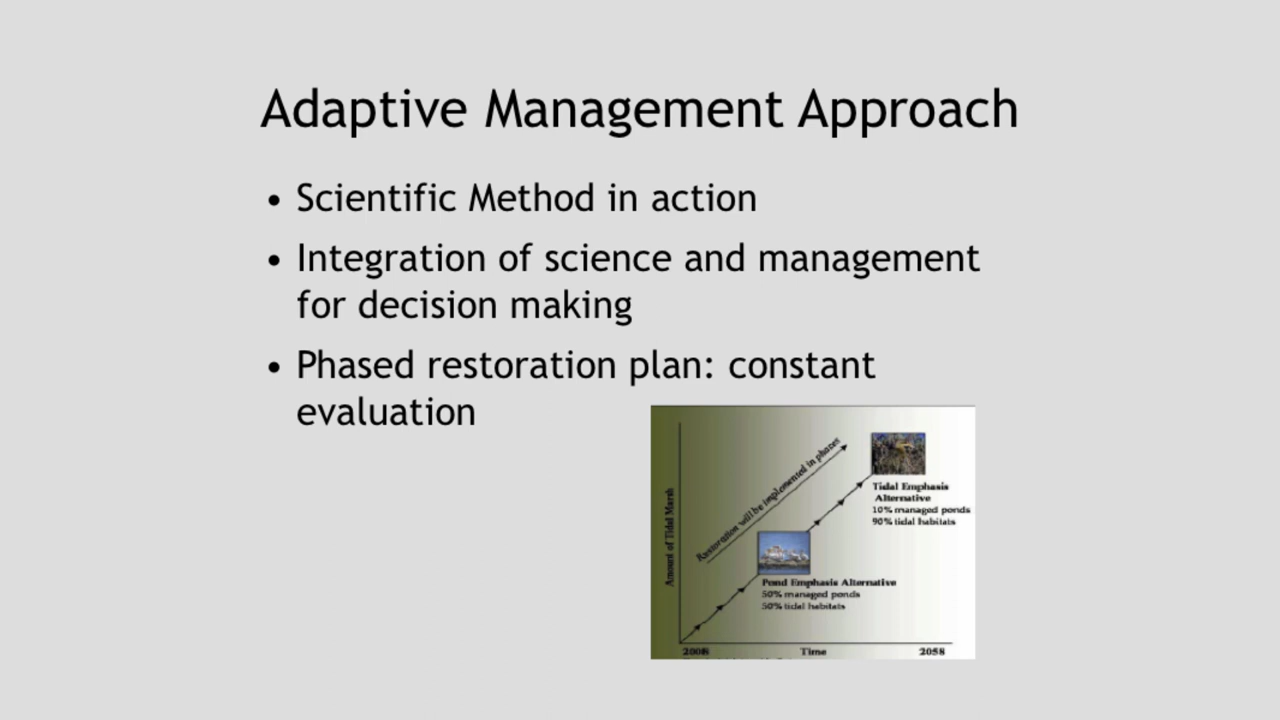 Adaptive Management Approach
• Scientific Method in action
• Integration of science and management
for decision making
• Phased restoration plan: constant
evaluation
Amount of Tidal Marsh
Restoration will be implemented in phases
Tidal Emphasis
Alternative
10% managed ponds
90% tidal habitats
Pond Emphasis Alternative
50% managed ponds
50% tidal habitats
2008 Time 2058